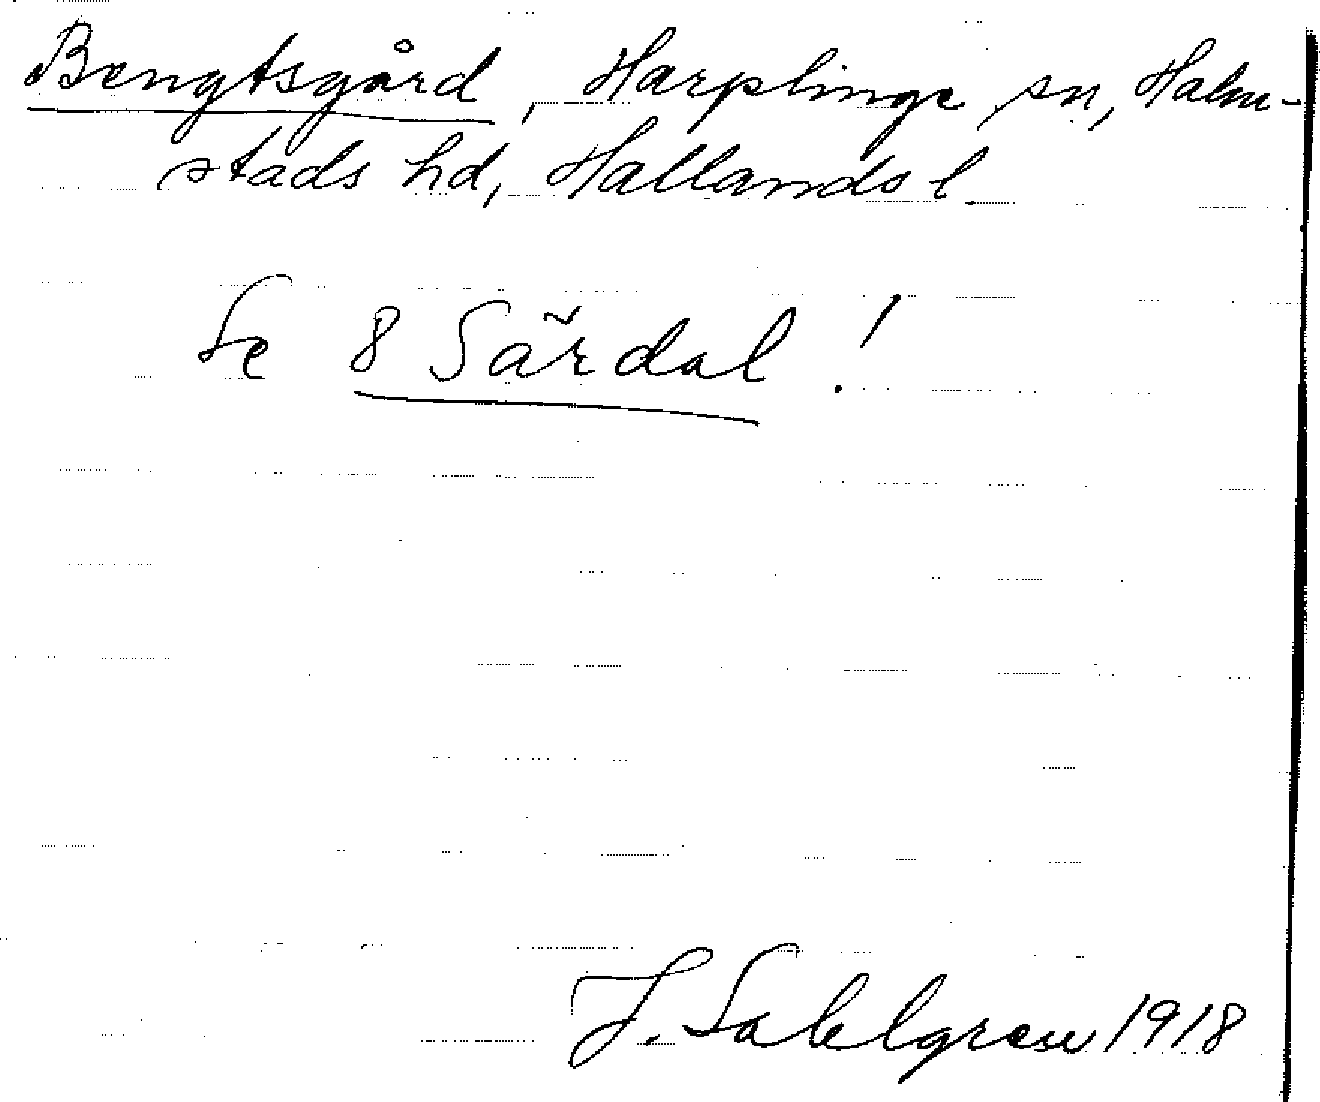 Bengtsgård, Harplinge sn, Halm-
stads hd, Hallands l
Se 8 Särdal!
J. Sahlgren 1918